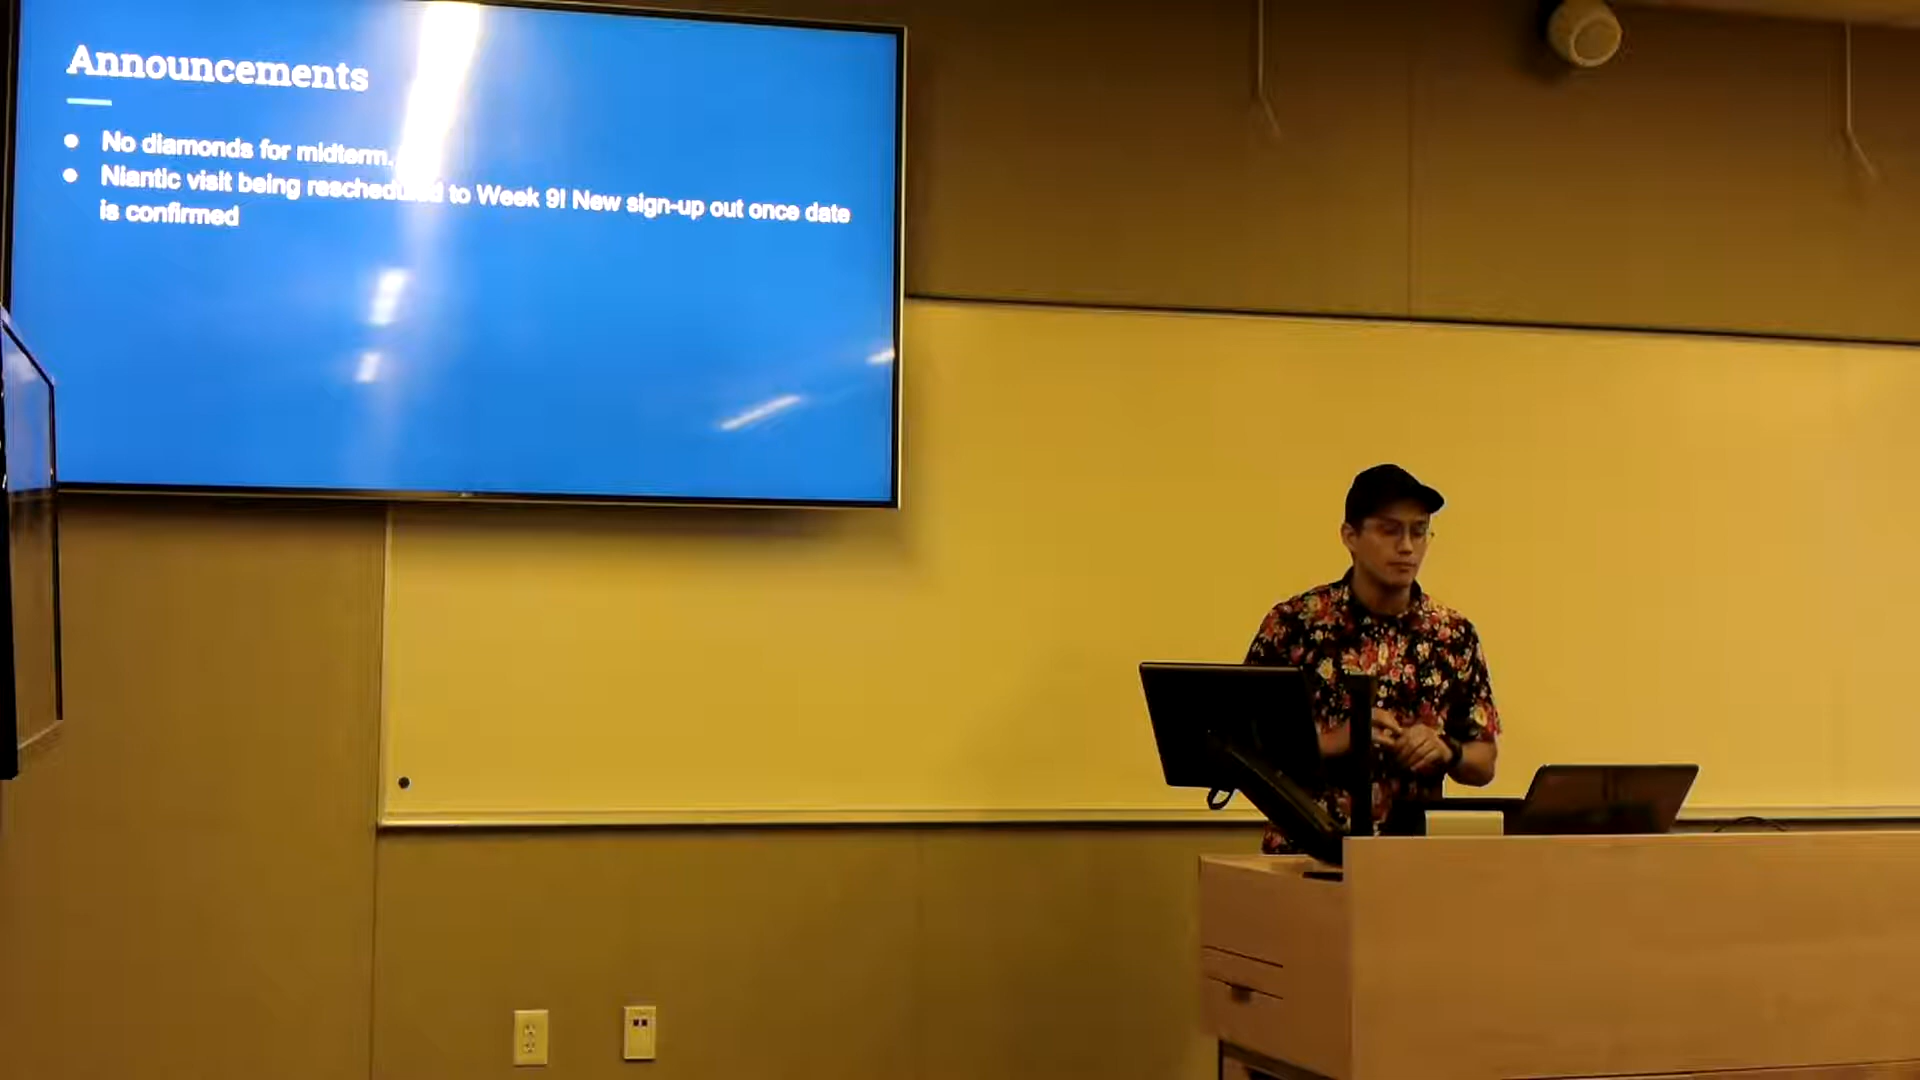 Announcements
No diamonds for midterm.
Niantic visit being rescheduled to Week 9! New sign-up out once date
is confirmed